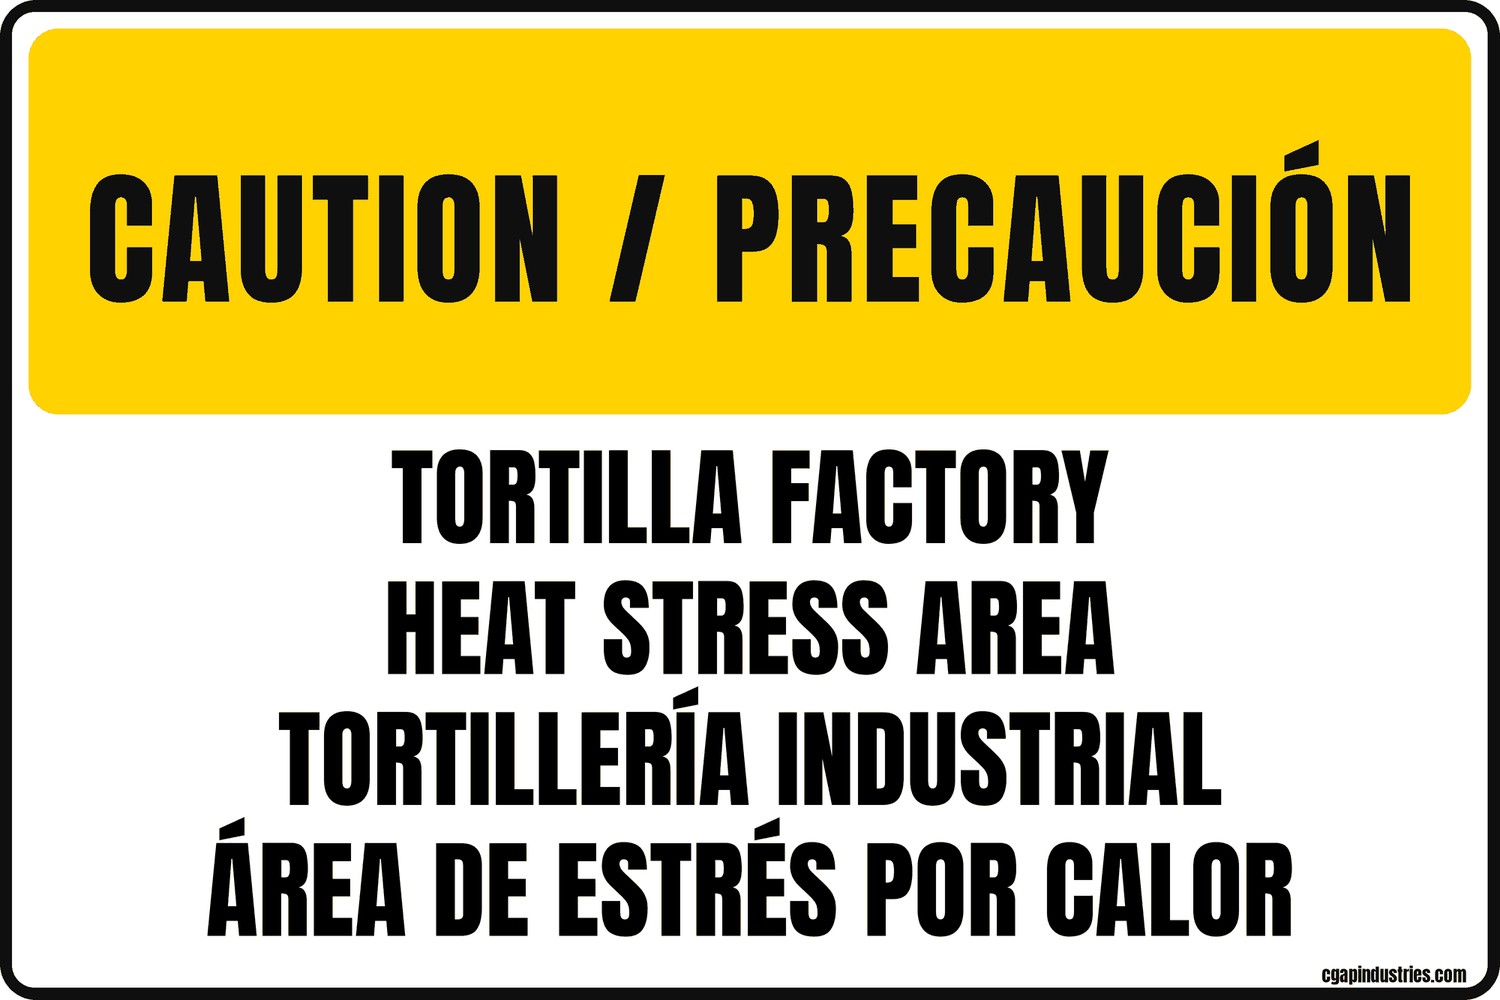 CAUTION / PRECAUCIÓN
TORTILLA FACTORY
HEAT STRESS AREA
TORTILLERÍA INDUSTRIAL
ÁREA DE ESTRÉS POR CALOR
cgapindustries.com